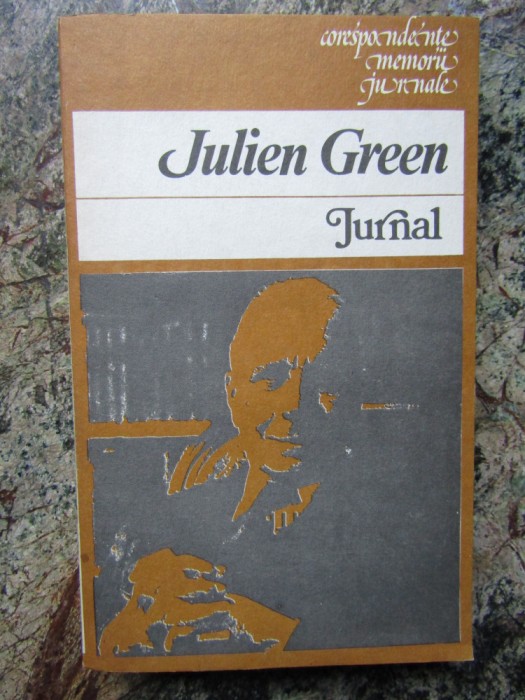 corespondențe
memorii
jurnale
Julien Green
Jurnal